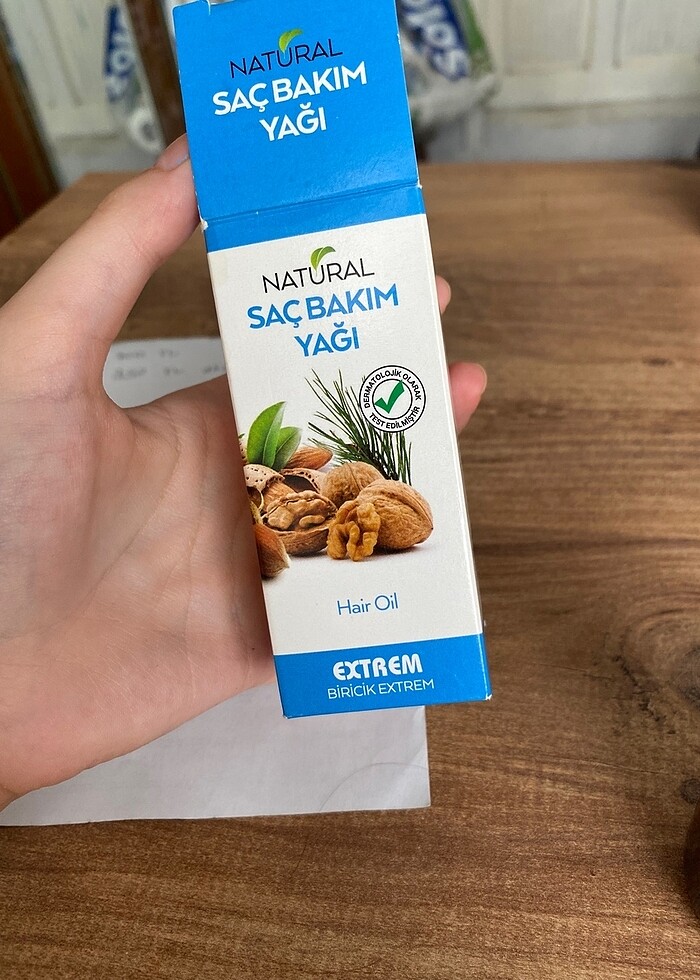 NATURAL
SAÇ BAKIM
YAĞI
NATURAL
SAÇ BAKIM
YAĞI
DERMATOLOJİK OLARAK
TEST EDİLMİŞTİR
Hair Oil
EXTREM
BİRİCİK EXTREM
Solo